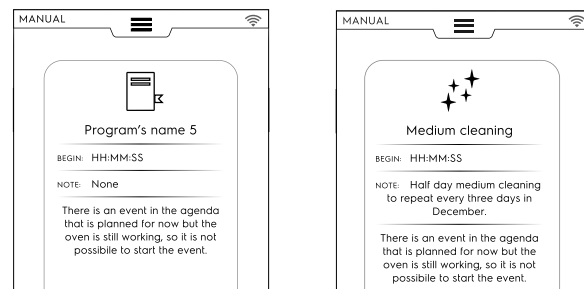 MANUAL
Program's name 5
BEGIN: HH:MM:SS
NOTE: None
There is an event in the agenda
that is planned for now but the
oven is still working, so it is not
possibile to start the event.
MANUAL
Medium cleaning
BEGIN: HH:MM:SS
NOTE: Half day medium cleaning
to repeat every three days in
December.
There is an event in the agenda
that is planned for now but the
oven is still working, so it is not
possibile to start the event.